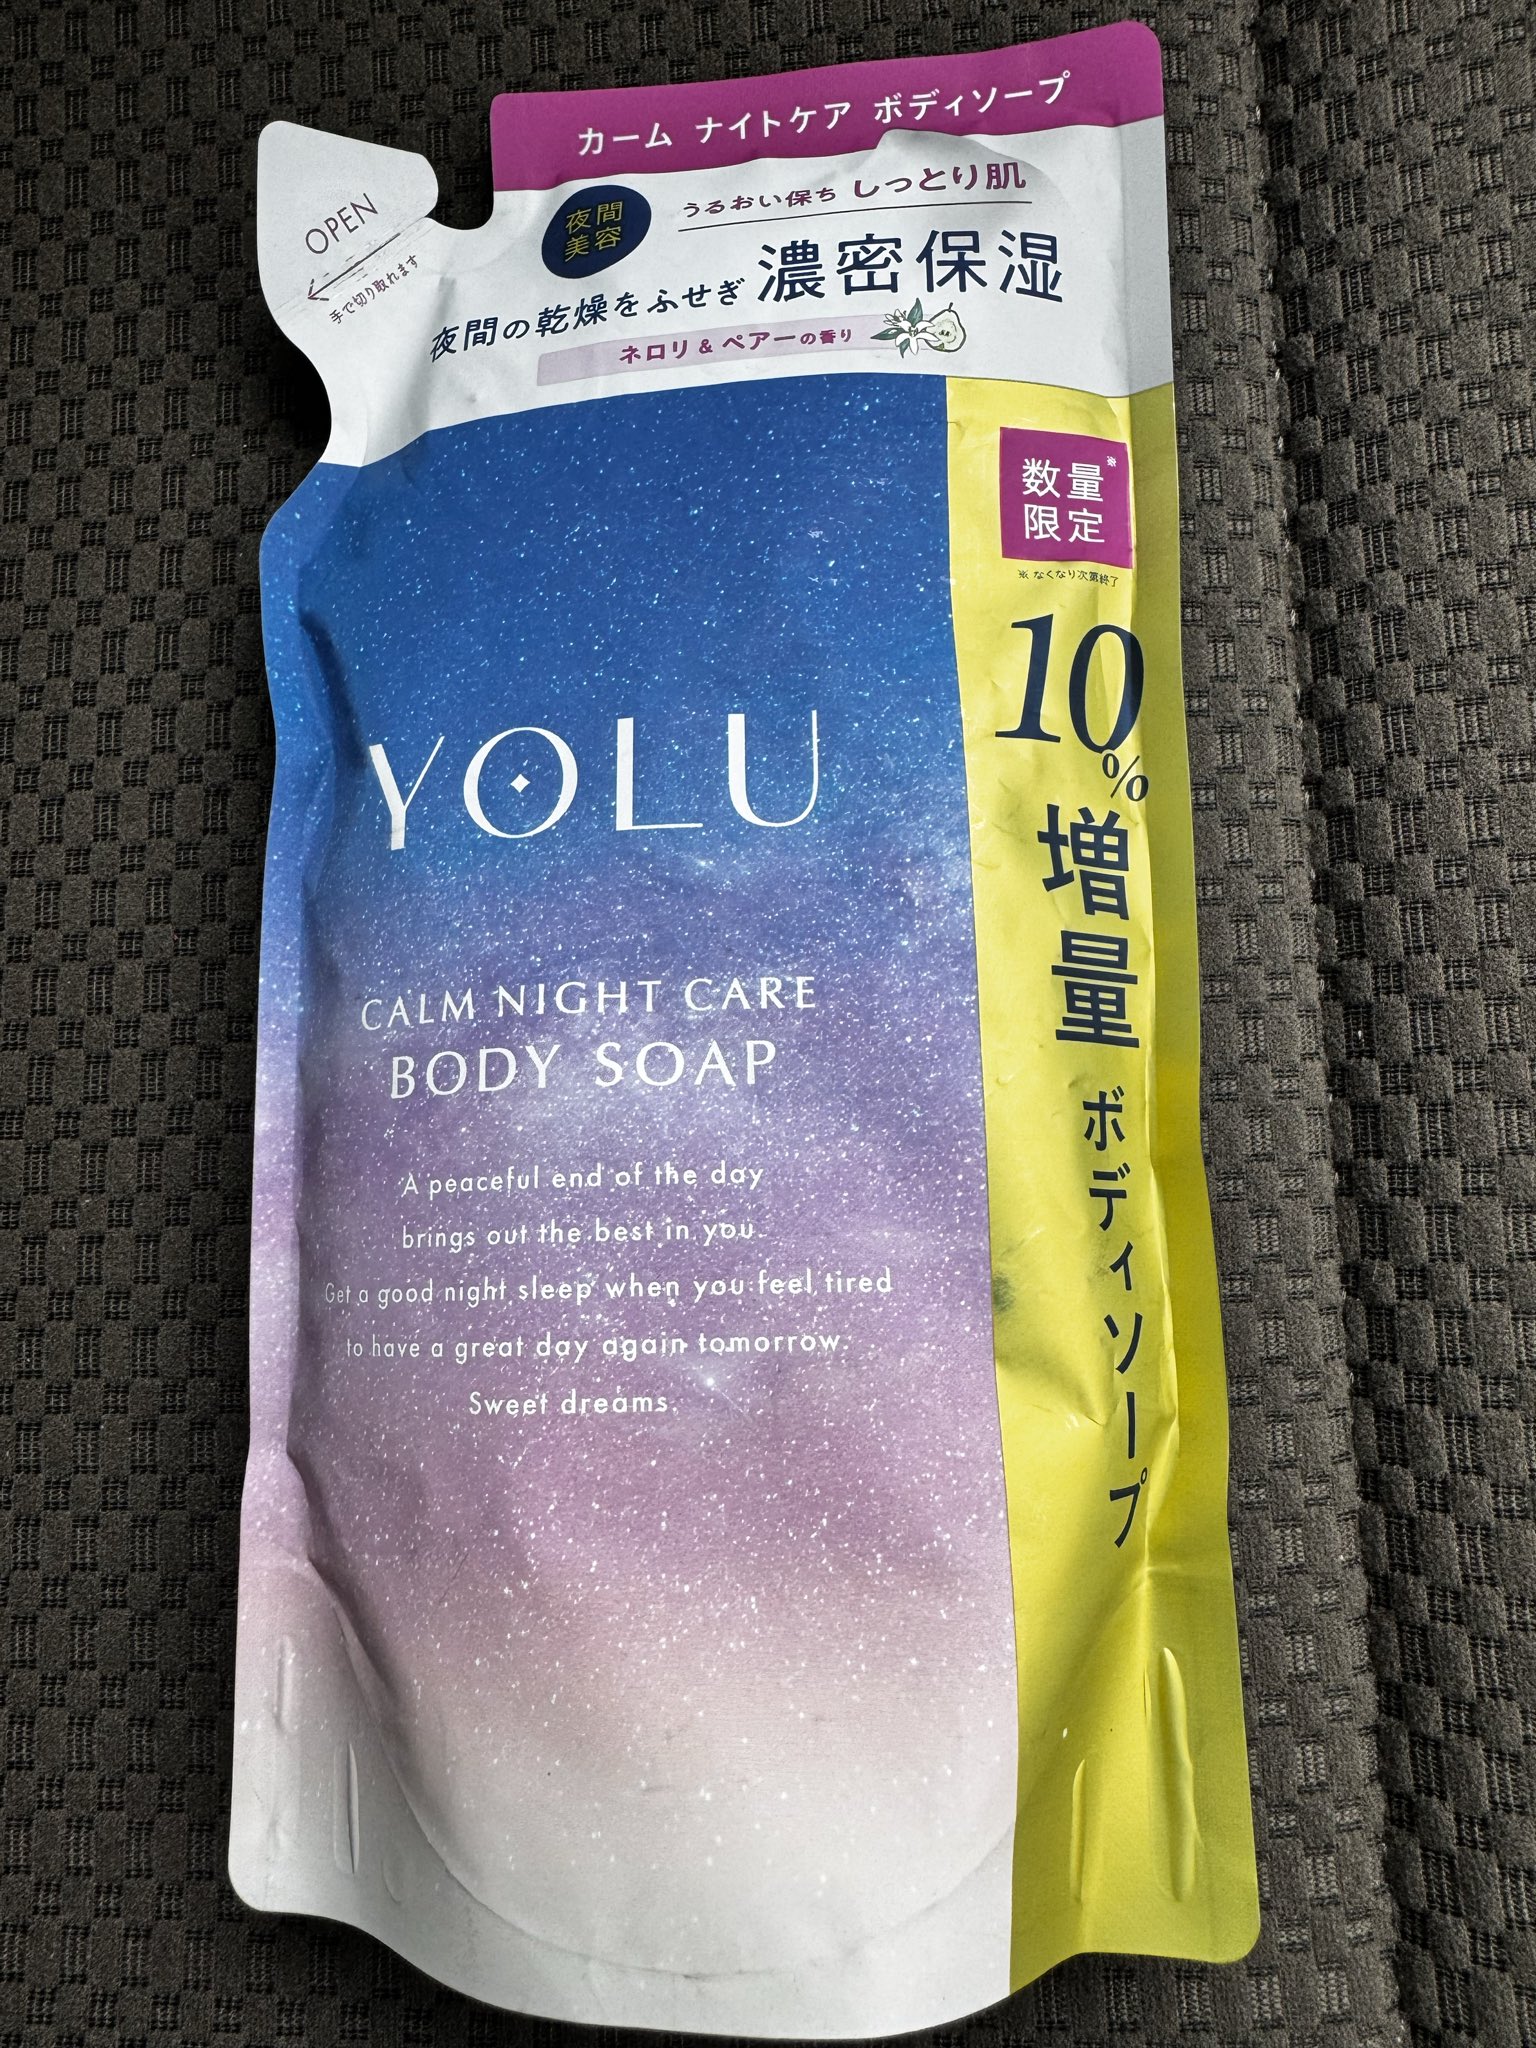 カーム ナイトケア ボディソープ
OPEN
手で切り取れます
夜間
美容
うるおい保ち しっとり肌
夜間の乾燥をふせぎ 濃密保湿
ネロリ & ペアーの香り
数量※
限定
※ なくなり次第終了
10%
増量 ボディソープ
YOLU
CALM NIGHT CARE
BODY SOAP
A peaceful end of the day
brings out the best in you.
Get a good night sleep when you feel tired
to have a great day again tomorrow.
Sweet dreams.